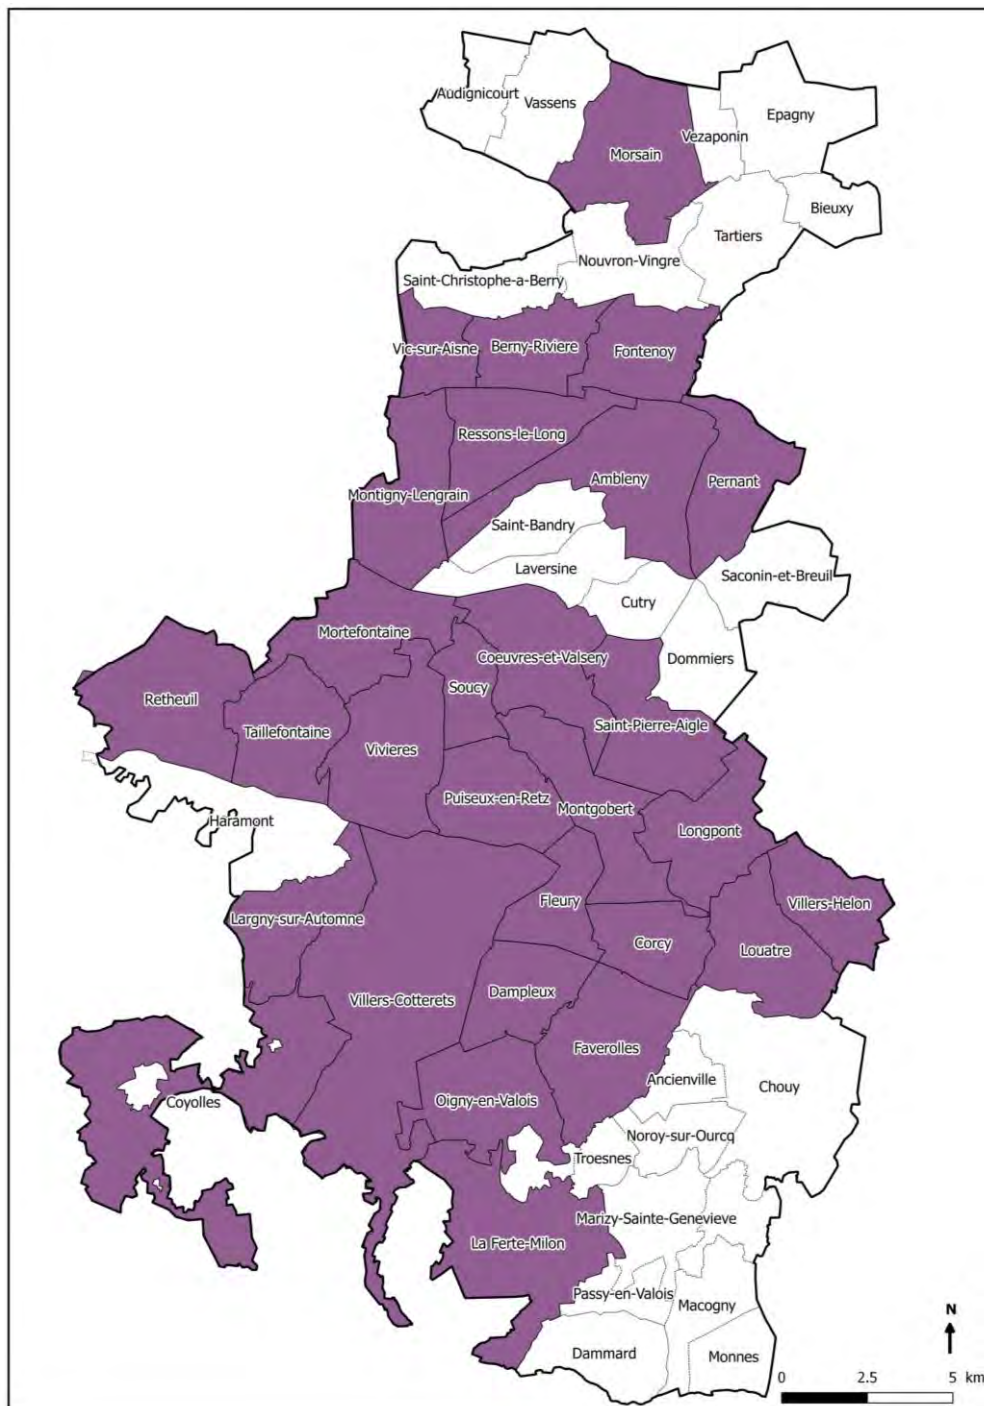 Audignicourt
Vassens
Epagny
Vezaponin
Morsain
Bieuxy
Tartiers
Nouvron-Vingre
Saint-Christophe-a-Berry
Vic-sur-Aisne
Berny-Riviere
Fontenoy
Ressons-le-Long
Ambleny
Pernant
Montigny-Lengrain
Saint-Bandry
Laversine
Saconin-et-Breuil
Cutry
Mortefontaine
Coeuvres-et-Valsery
Dommiers
Soucy
Retheuil
Saint-Pierre-Aigle
Taillefontaine
Vivieres
Puiseux-en-Retz
Montgobert
Haramont
Longpont
Fleury
Villers-Helon
Largny-sur-Automne
Corcy
Louatre
Villers-Cotterets
Dampleux
Faverolles
Ancienville
Chouy
Coyolles
Oigny-en-Valois
Noroy-sur-Ourcq
Troesnes
Marizy-Sainte-Genevieve
La Ferte-Milon
Passy-en-Valois
Macogny
N
Dammard
Monnes
0 2.5 5 km